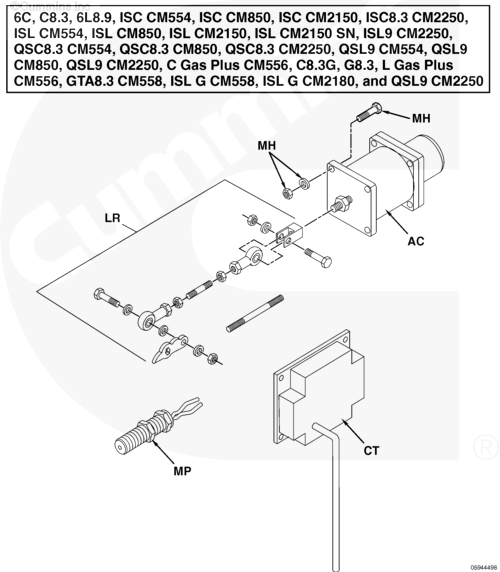 ©Cummins Inc.
6C, C8.3, 6L8.9, ISC CM554, ISC CM850, ISC CM2150, ISC8.3 CM2250,
ISL CM554, ISL CM850, ISL CM2150, ISL CM2150 SN, ISL9 CM2250,
QSC8.3 CM554, QSC8.3 CM850, QSC8.3 CM2250, QSL9 CM554, QSL9
CM850, QSL9 CM2250, C Gas Plus CM556, C8.3G, G8.3, L Gas Plus
CM556, GTA8.3 CM558, ISL G CM558, ISL G CM2180, and QSL9 CM2250
MH
MH
LR
AC
Cummins
®
CT
MP
05944498